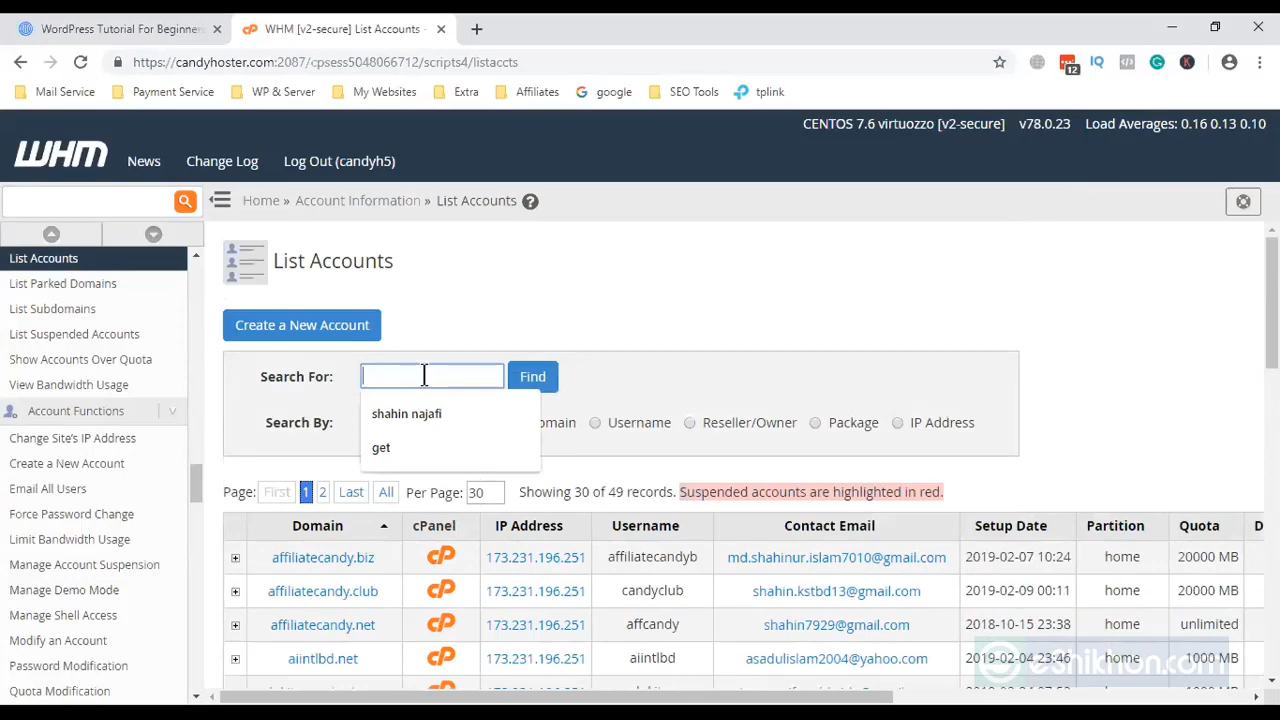 WordPress Tutorial For Beginners
WHM [v2-secure] List Accounts -
https://candyhoster.com:2087/cpsess5048066712/scripts4/listaccts
12
Mail Service
Payment Service
WP & Server
My Websites
Extra
Affiliates
google
SEO Tools
tplink
CENTOS 7.6 virtuozzo [v2-secure] v78.0.23 Load Averages: 0.16 0.13 0.10
WHM News Change Log Log Out (candyh5)
Home » Account Information » List Accounts
List Accounts
List Parked Domains
List Subdomains
List Suspended Accounts
Show Accounts Over Quota
View Bandwidth Usage
Account Functions
Change Site's IP Address
Create a New Account
Email All Users
Force Password Change
Limit Bandwidth Usage
Manage Account Suspension
Manage Demo Mode
Manage Shell Access
Modify an Account
Password Modification
Quota Modification
List Accounts
Create a New Account
Search For: Find
shahin najafi
get
Search By: Username Reseller/Owner Package IP Address
Page: First 1 2 Last All Per Page: 30 Showing 30 of 49 records. Suspended accounts are highlighted in red.
Domain cPanel IP Address Username Contact Email Setup Date Partition Quota
affiliatecandy.biz cP 173.231.196.251 affiliatecandyb md.shahinur.islam7010@gmail.com 2019-02-07 10:24 home 20000 MB
affiliatecandy.club cP 173.231.196.251 candyclub shahin.kstbd13@gmail.com 2019-02-09 00:11 home 20000 MB
affiliatecandy.net cP 173.231.196.251 affcandy shahin7929@gmail.com 2018-10-15 23:38 home unlimited
aiintlbd.net cP 173.231.196.251 aiintlbd asadulislam2004@yahoo.com 2019-02-04 23:46 home 1000 MB
eShikhon.com